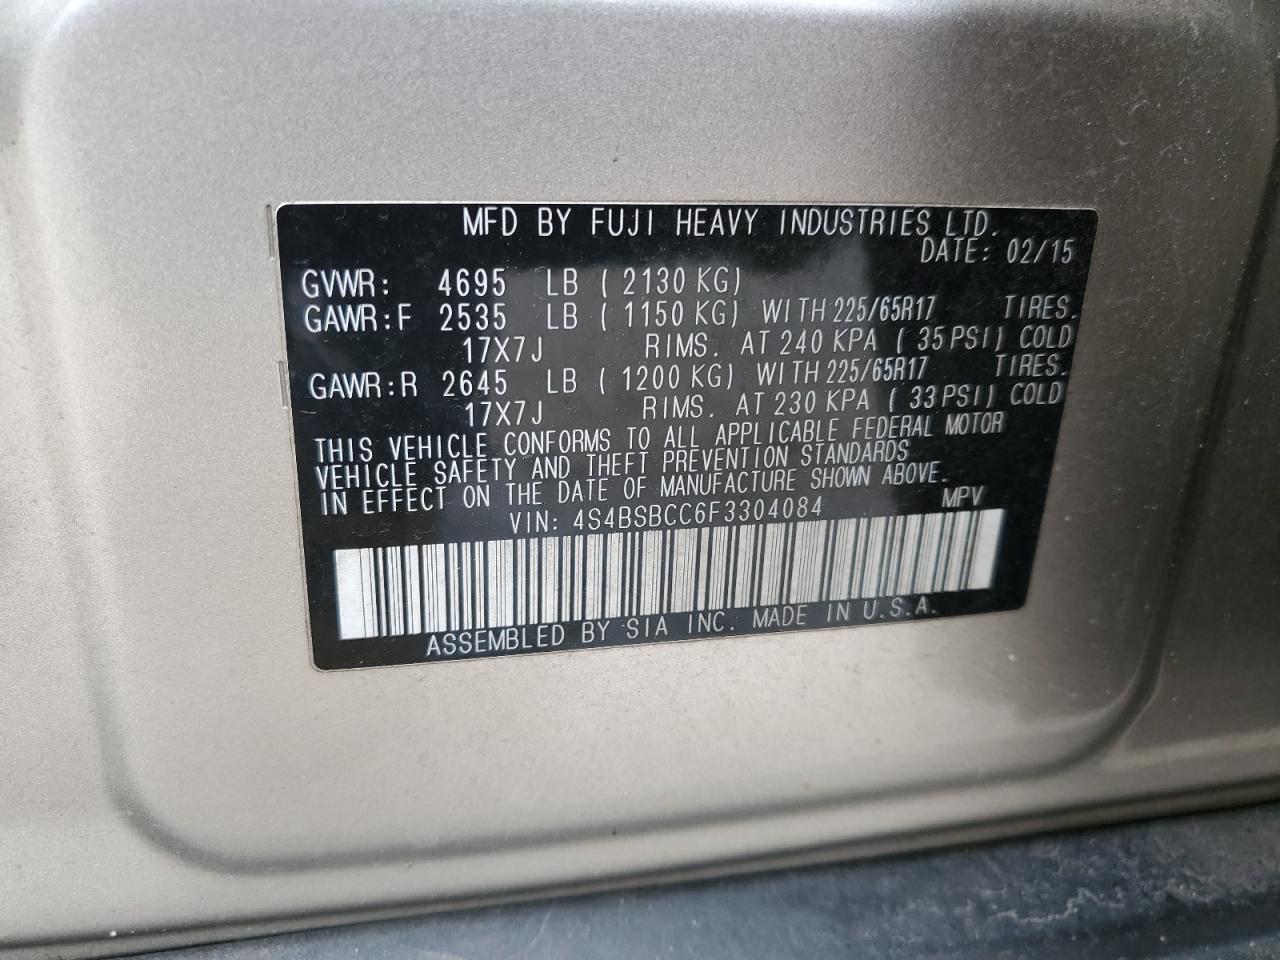 MFD BY FUJI HEAVY INDUSTRIES LTD.
DATE: 02/15
GVWR: 4695 LB ( 2130 KG)
GAWR:F 2535 LB ( 1150 KG) WITH 225/65R17 TIRES.
17X7J RIMS. AT 240 KPA ( 35 PSI) COLD
GAWR:R 2645 LB ( 1200 KG) WITH 225/65R17 TIRES.
17X7J RIMS. AT 230 KPA ( 33 PSI) COLD
THIS VEHICLE CONFORMS TO ALL APPLICABLE FEDERAL MOTOR
VEHICLE SAFETY AND THEFT PREVENTION STANDARDS
IN EFFECT ON THE DATE OF MANUFACTURE SHOWN ABOVE.
VIN: 4S4BSBCC6F3304084 MPV
ASSEMBLED BY SIA INC. MADE IN U.S.A.